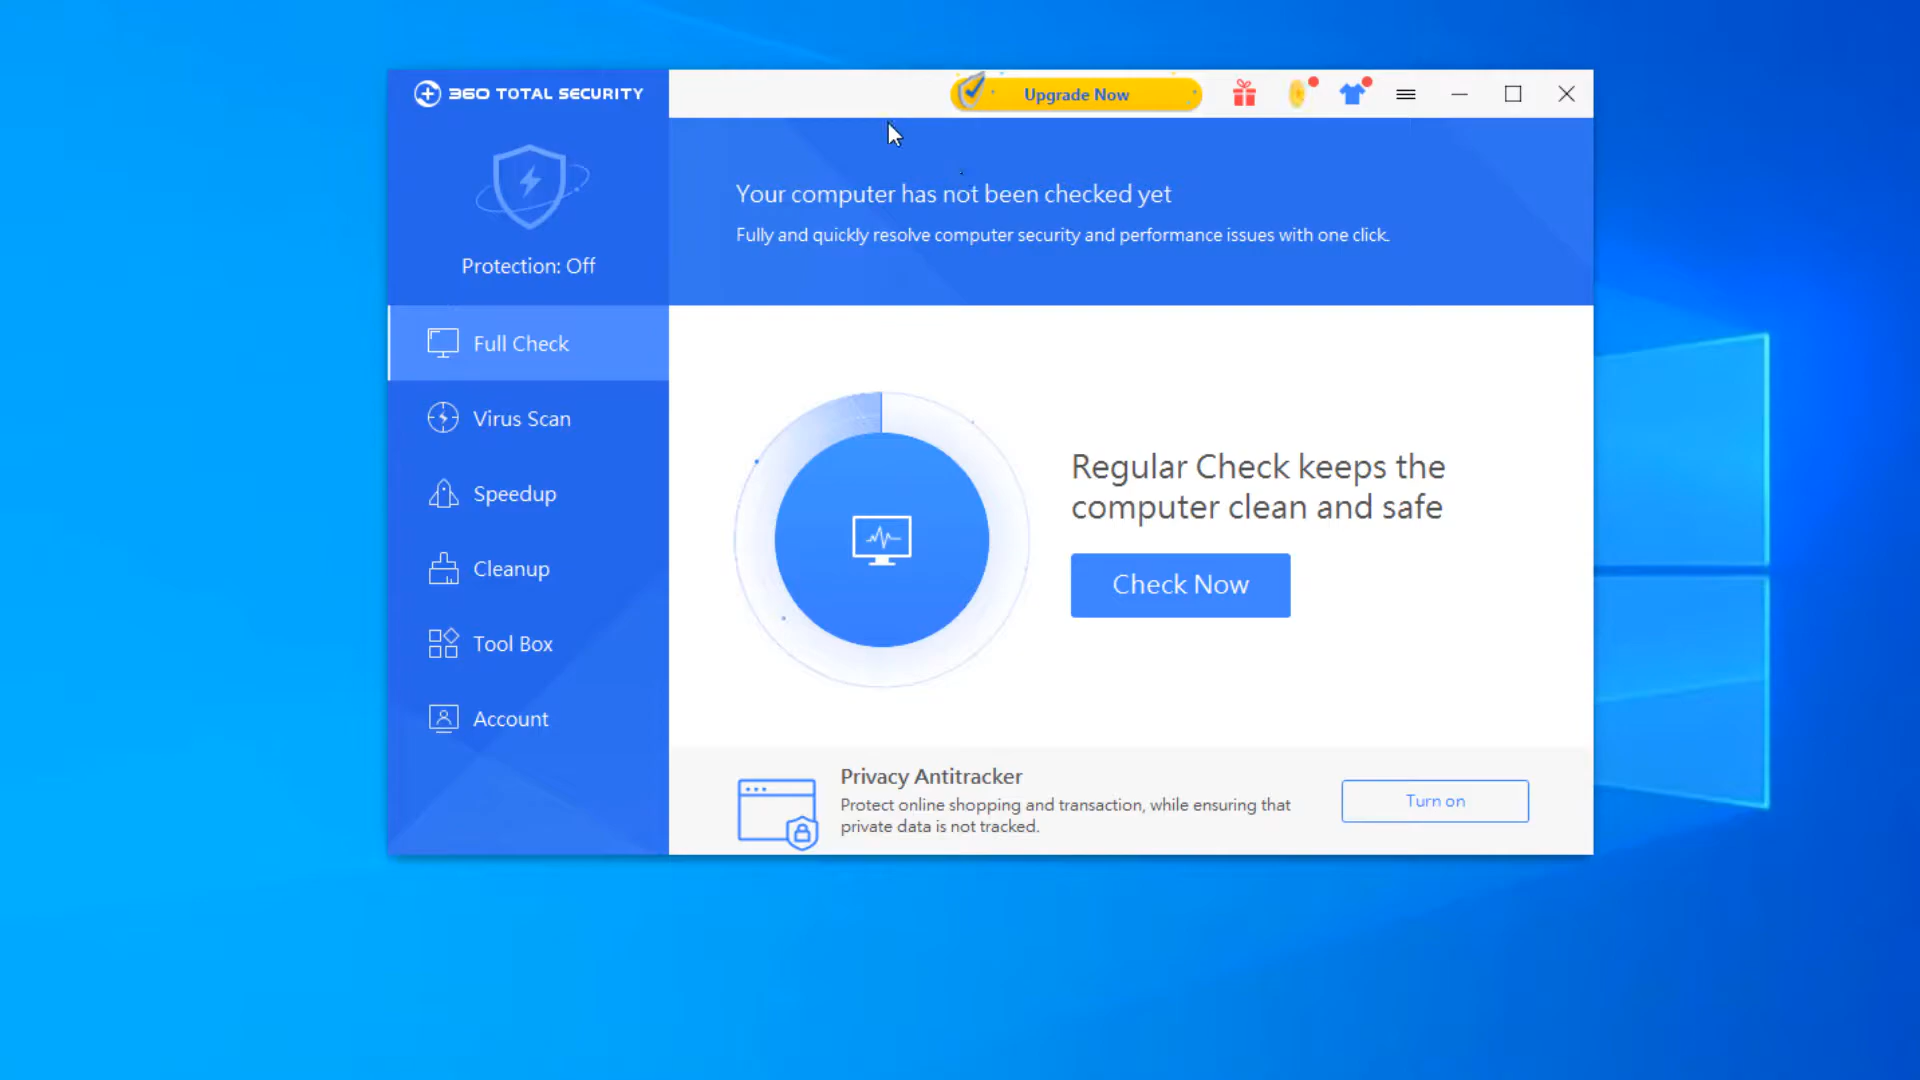 360 TOTAL SECURITY
Upgrade Now
Protection: Off
Your computer has not been checked yet
Fully and quickly resolve computer security and performance issues with one click.
Full Check
Virus Scan
Speedup
Cleanup
Tool Box
Account
Regular Check keeps the
computer clean and safe
Check Now
Privacy Antitracker
Protect online shopping and transaction, while ensuring that
private data is not tracked.
Turn on